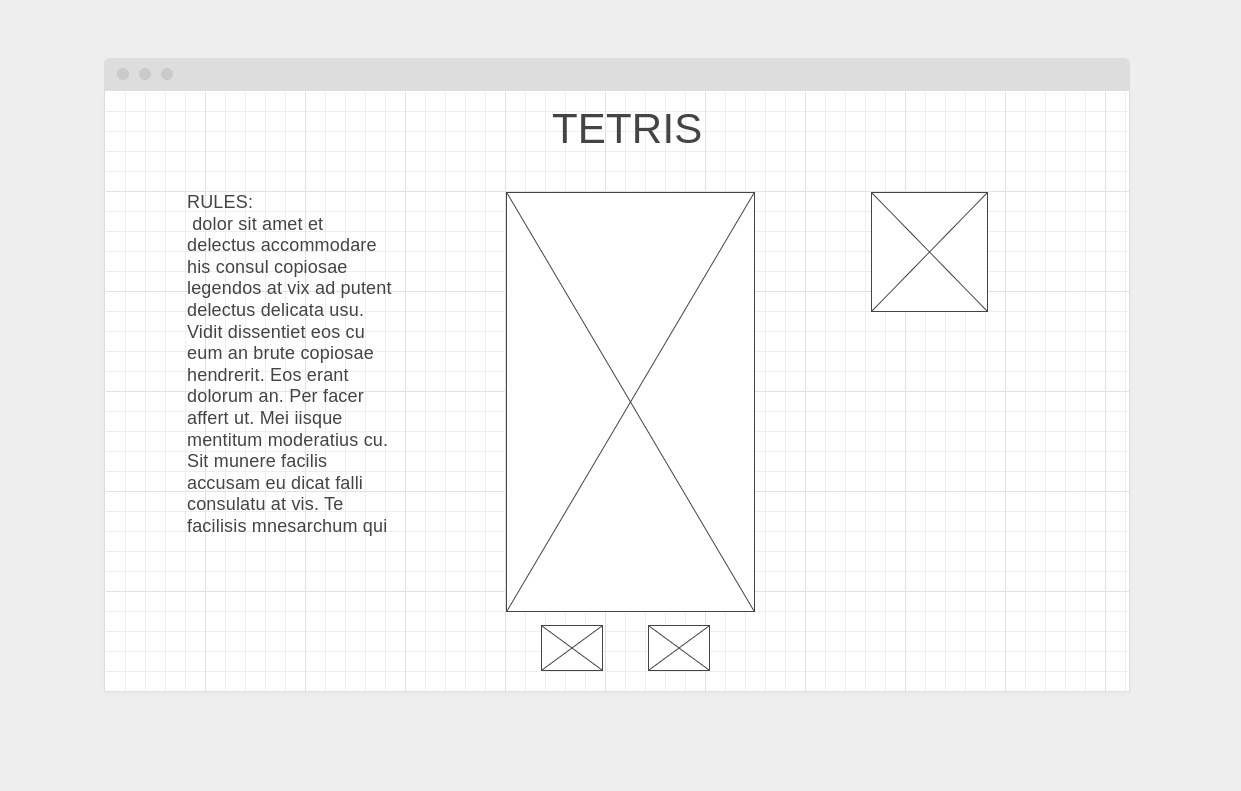 TETRIS
RULES:
dolor sit amet et
delectus accommodare
his consul copiosae
legendos at vix ad putent
delectus delicata usu.
Vidit dissentiet eos cu
eum an brute copiosae
hendrerit. Eos erant
dolorum an. Per facer
affert ut. Mei iisque
mentitum moderatius cu.
Sit munere facilis
accusam eu dicat falli
consulatu at vis. Te
facilisis mnesarchum qui